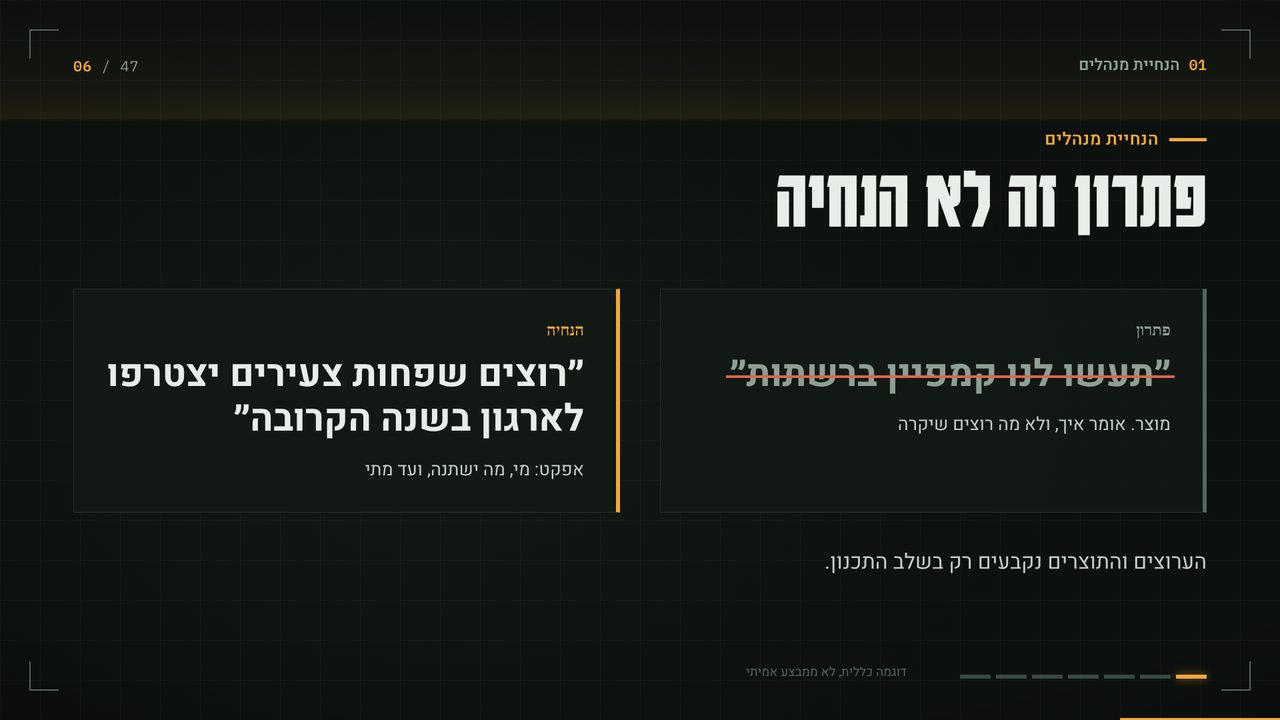 01 הנחיית מנהלים
06 / 47
הנחיית מנהלים
פתרון זה לא הנחיה
פתרון
״תעשו לנו קמפיין ברשתות״
מוצר. אומר איך, ולא מה רוצים שיקרה
הנחיה
״רוצים שפחות צעירים יצטרפו
לארגון בשנה הקרובה״
אפקט: מי, מה ישתנה, ועד מתי
הערוצים והתוצרים נקבעים רק בשלב התכנון.
דוגמה כללית, לא ממבצע אמיתי